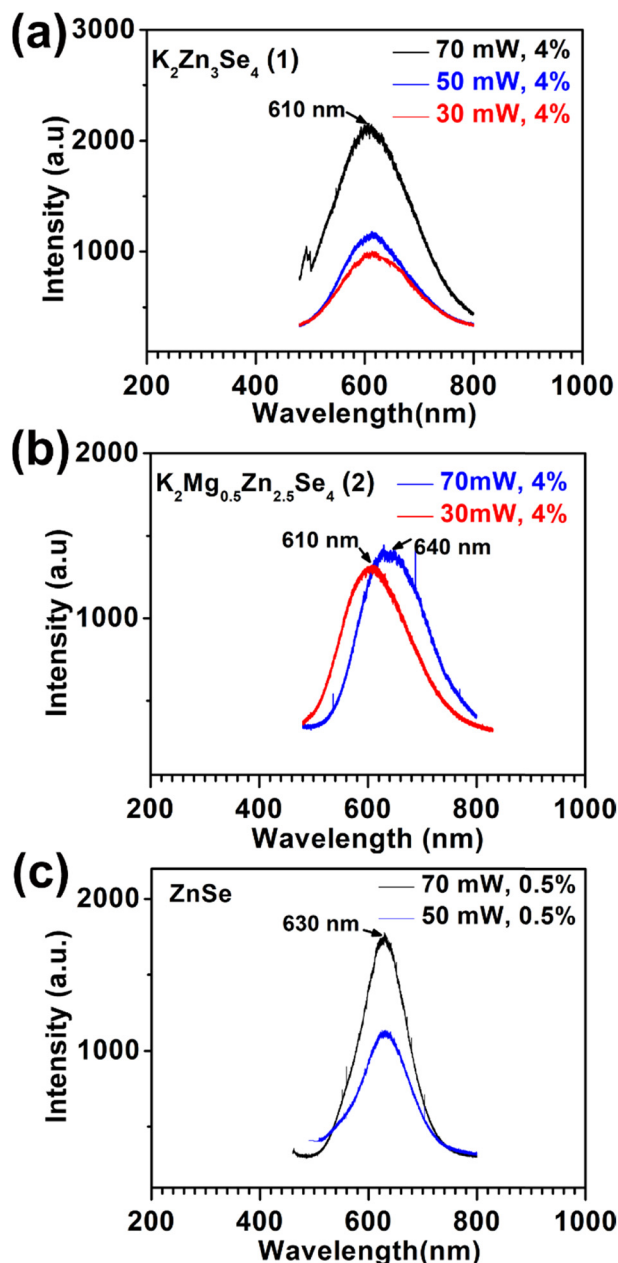 (a)
3000
K₂Zn₃Se₄ (1)
70 mW, 4%
50 mW, 4%
30 mW, 4%
610 nm
2000
1000
Intensity (a.u)
200 400 600 800 1000
Wavelength(nm)
(b)
2000
K₂Mg₀.₅Zn₂.₅Se₄ (2)
70mW, 4%
30mW, 4%
610 nm
640 nm
1000
Intensity (a.u)
200 400 600 800 1000
Wavelength (nm)
(c)
ZnSe
70 mW, 0.5%
50 mW, 0.5%
2000
630 nm
1000
Intensity (a.u.)
200 400 600 800 1000
Wavelength (nm)